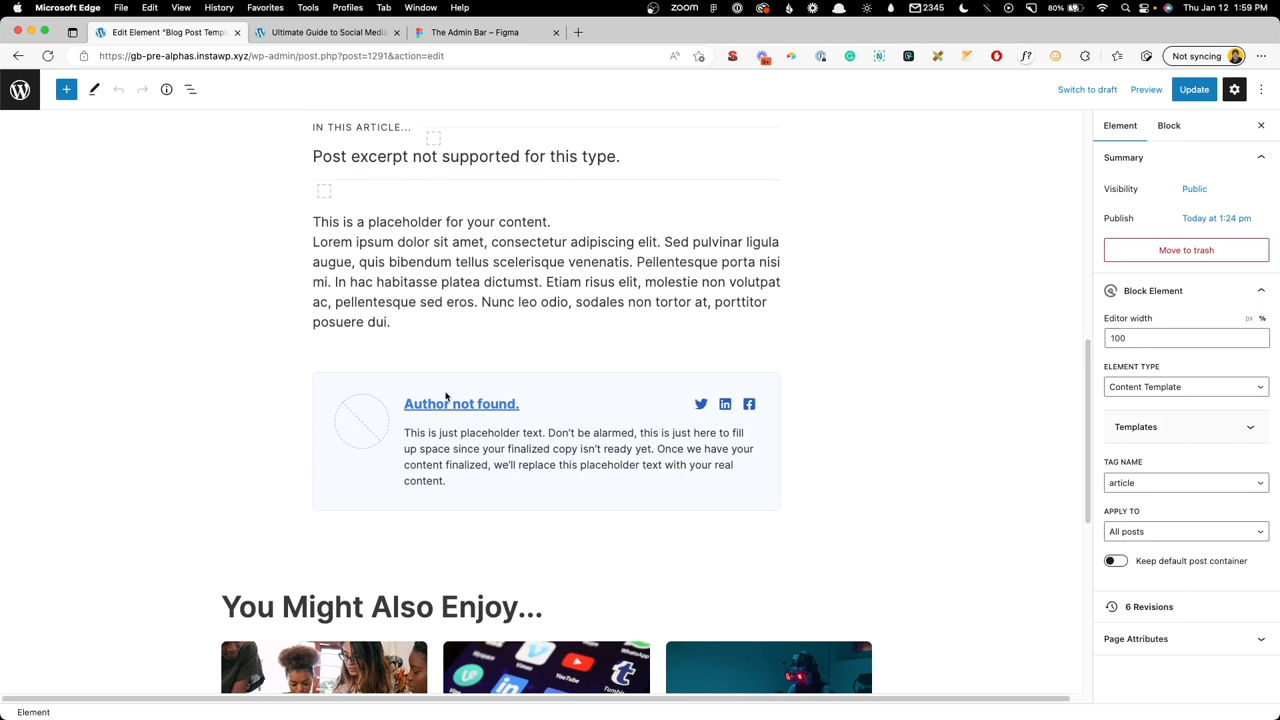 Microsoft Edge File Edit View History Favorites Tools Profiles Tab Window Help zoom 2345 80% Thu Jan 12 1:59 PM
Edit Element “Blog Post Templ Ultimate Guide to Social Media The Admin Bar – Figma
https://gb-pre-alphas.instawp.xyz/wp-admin/post.php?post=1291&action=edit Not syncing
Switch to draft Preview Update
Element Block
IN THIS ARTICLE...
Post excerpt not supported for this type.
This is a placeholder for your content.
Lorem ipsum dolor sit amet, consectetur adipiscing elit. Sed pulvinar ligula
augue, quis bibendum tellus scelerisque venenatis. Pellentesque porta nisi
mi. In hac habitasse platea dictumst. Etiam risus elit, molestie non volutpat
ac, pellentesque sed eros. Nunc leo odio, sodales non tortor at, porttitor
posuere dui.
Author not found.
This is just placeholder text. Don’t be alarmed, this is just here to fill
up space since your finalized copy isn’t ready yet. Once we have your
content finalized, we’ll replace this placeholder text with your real
content.
You Might Also Enjoy...
YouTube
Tumblr
Summary
Visibility Public
Publish Today at 1:24 pm
Move to trash
Block Element
Editor width px %
100
ELEMENT TYPE
Content Template
Templates
TAG NAME
article
APPLY TO
All posts
Keep default post container
6 Revisions
Page Attributes
Element